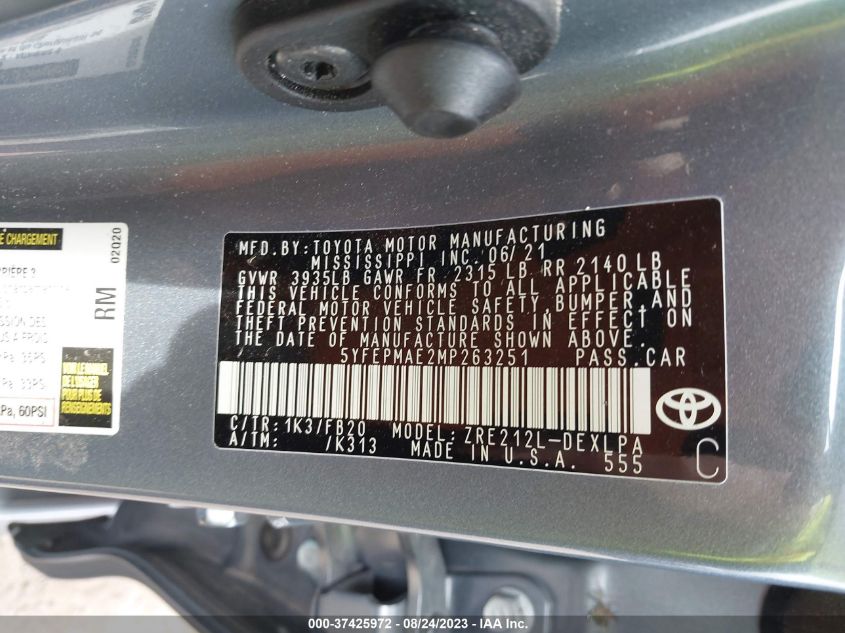 MFD. BY: TOYOTA MOTOR MANUFACTURING
MISSISSIPPI INC. 06/21
GVWR 3935LB GAWR FR 2315 LB RR 2140 LB
THIS VEHICLE CONFORMS TO ALL APPLICABLE
FEDERAL MOTOR VEHICLE SAFETY, BUMPER, AND
THEFT PREVENTION STANDARDS IN EFFECT ON
THE DATE OF MANUFACTURE SHOWN ABOVE.
5YFEPMAE2MP263251 PASS.CAR
C/TR: 1K3/FB20 MODEL: ZRE212L-DEXLPA
A/TM: /K313 MADE IN U.S.A. 555
C
CHARGEMENT
02020
RM
60PSI
000-37425972 - 08/24/2023 - IAA Inc.